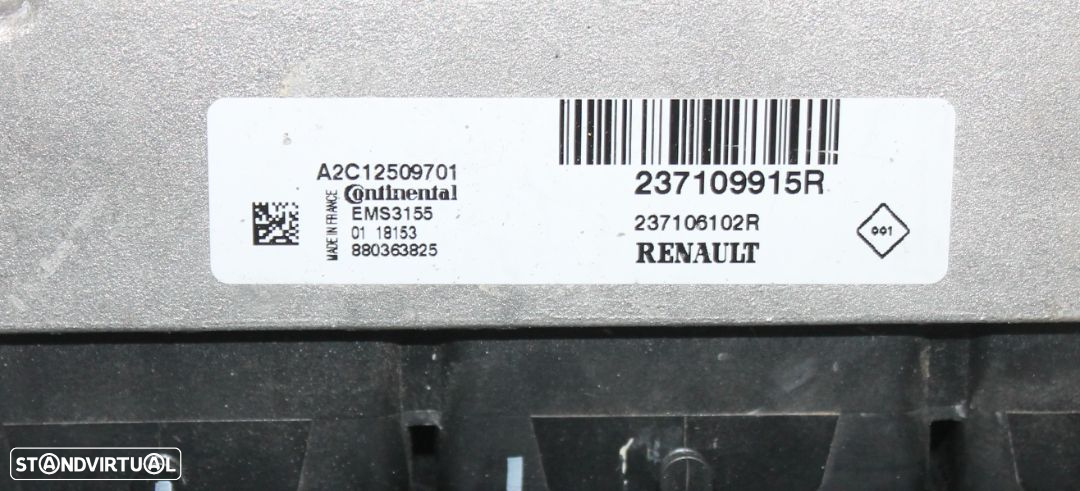 A2C12509701
Continental
EMS3155
01 18153
880363825
MADE IN FRANCE
237109915R
237106102R
RENAULT
001
STANDVIRTUAL